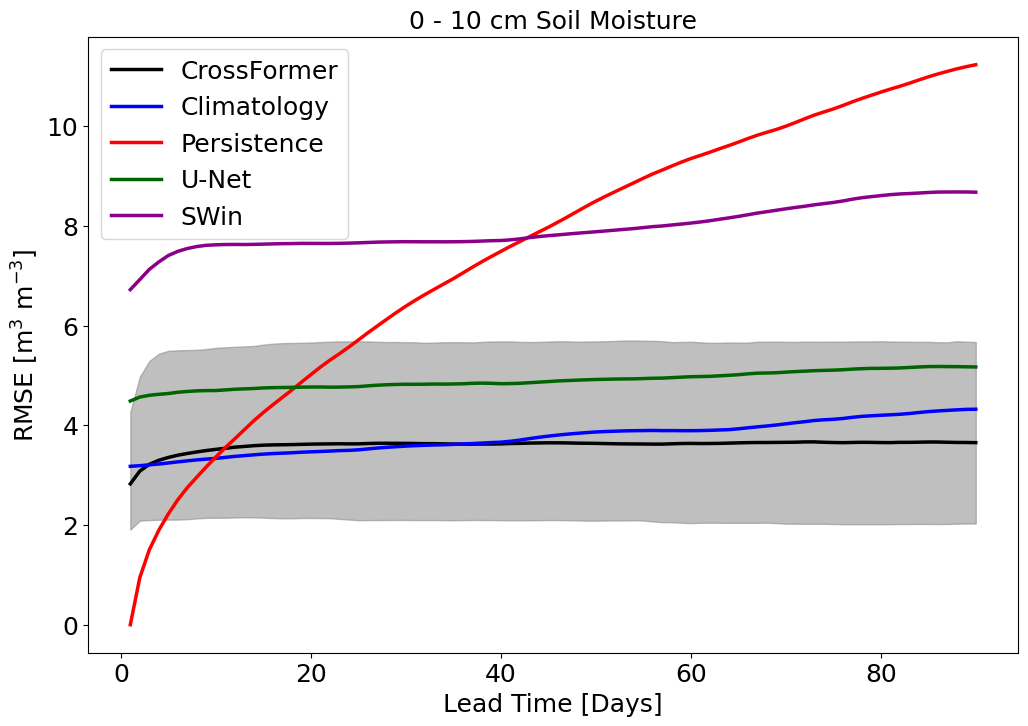 0 - 10 cm Soil Moisture
CrossFormer
Climatology
Persistence
U-Net
SWin
RMSE [m³ m⁻³]
10
8
6
4
2
0
0 20 40 60 80
Lead Time [Days]